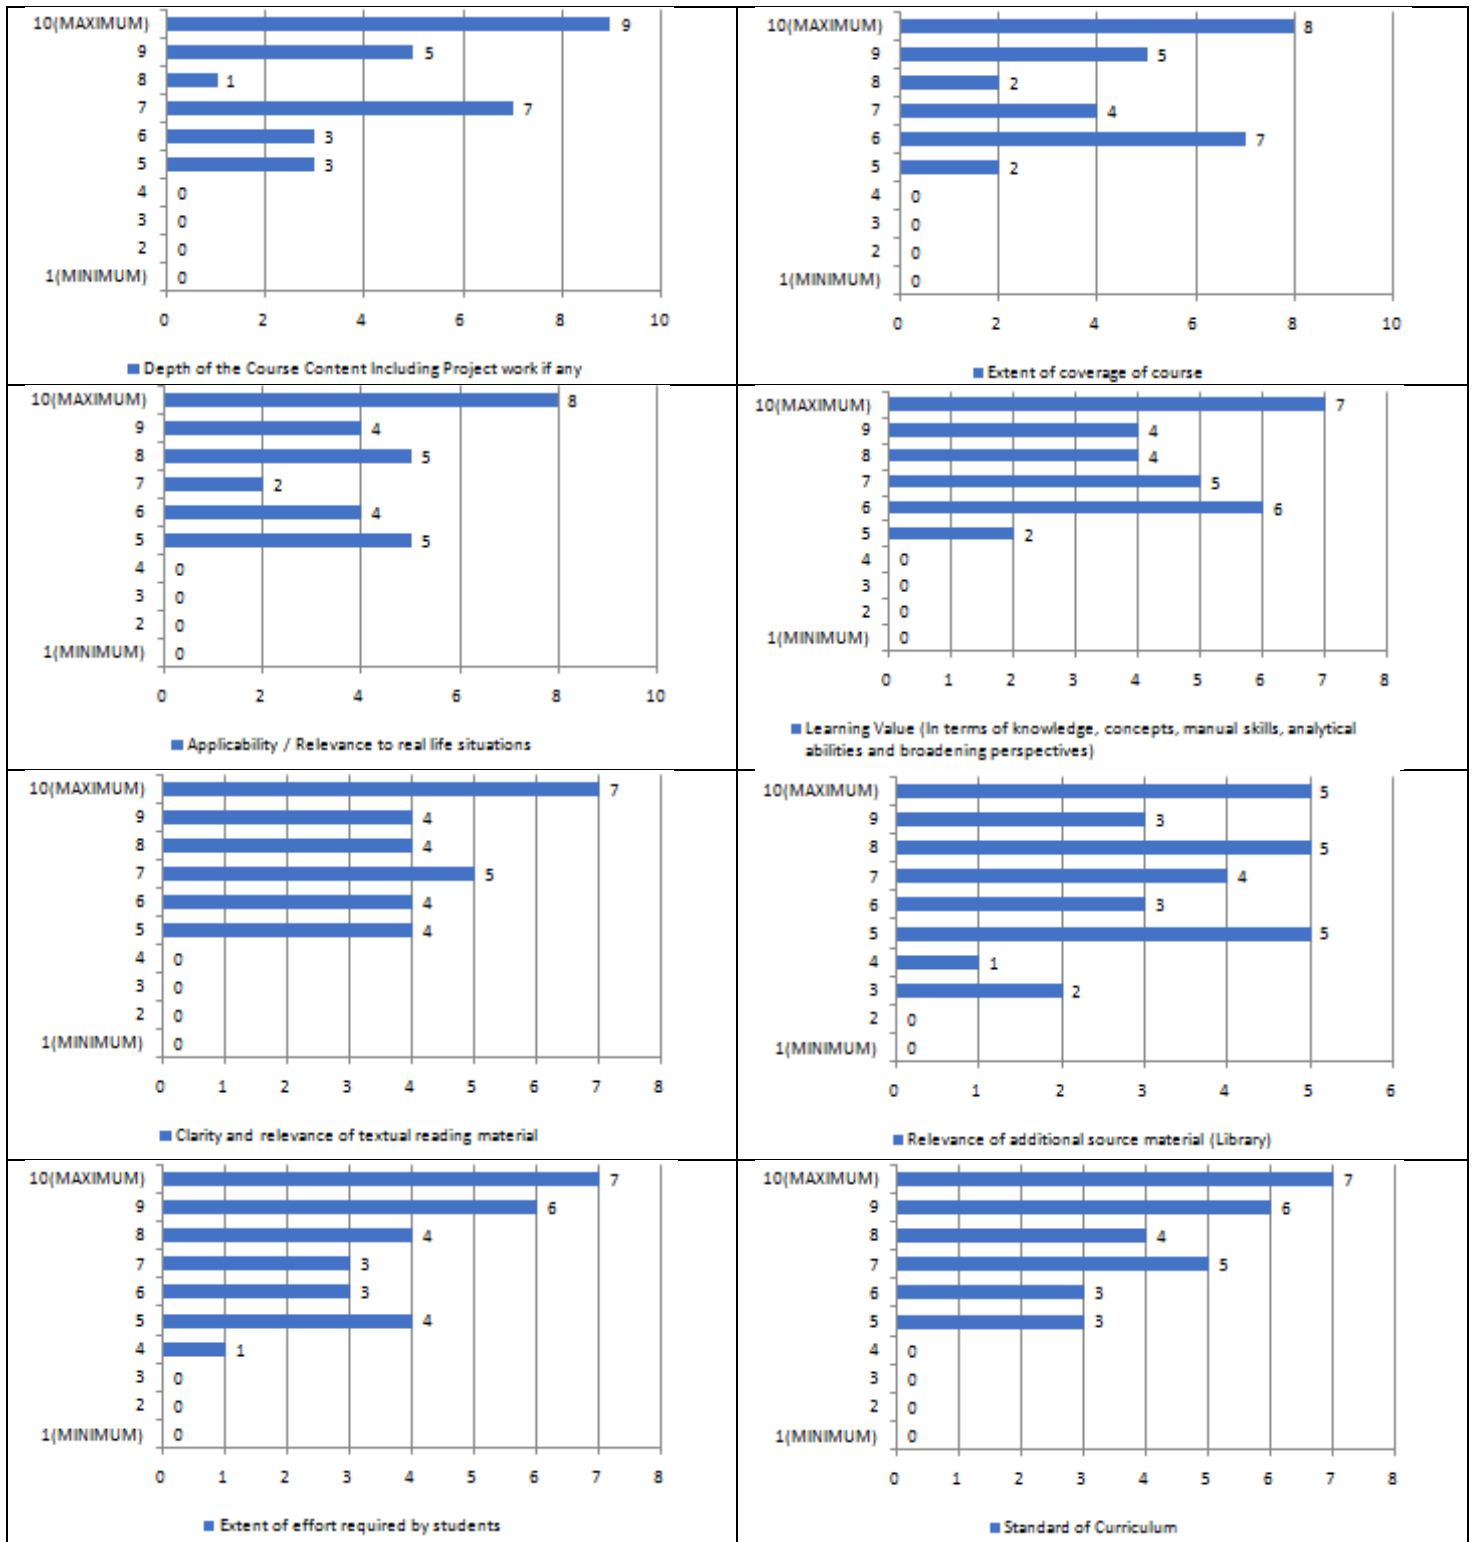 10(MAXIMUM) 9
9 5
8 1
7 7
6 3
5 3
4 0
3 0
2 0
1(MINIMUM) 0
0 2 4 6 8 10
Depth of the Course Content Including Project work if any
10(MAXIMUM) 8
9 5
8 2
7 4
6 7
5 2
4 0
3 0
2 0
1(MINIMUM) 0
0 2 4 6 8 10
Extent of coverage of course
10(MAXIMUM) 8
9 4
8 5
7 2
6 4
5 5
4 0
3 0
2 0
1(MINIMUM) 0
0 2 4 6 8 10
Applicability / Relevance to real life situations
10(MAXIMUM) 7
9 4
8 4
7 5
6 6
5 2
4 0
3 0
2 0
1(MINIMUM) 0
0 1 2 3 4 5 6 7 8
Learning Value (In terms of knowledge, concepts, manual skills, analytical
abilities and broadening perspectives)
10(MAXIMUM) 7
9 4
8 4
7 5
6 4
5 4
4 0
3 0
2 0
1(MINIMUM) 0
0 1 2 3 4 5 6 7 8
Clarity and relevance of textual reading material
10(MAXIMUM) 5
9 3
8 5
7 4
6 3
5 5
4 1
3 2
2 0
1(MINIMUM) 0
0 1 2 3 4 5 6
Relevance of additional source material (Library)
10(MAXIMUM) 7
9 6
8 4
7 3
6 3
5 4
4 1
3 0
2 0
1(MINIMUM) 0
0 1 2 3 4 5 6 7 8
Extent of effort required by students
10(MAXIMUM) 7
9 6
8 4
7 5
6 3
5 3
4 0
3 0
2 0
1(MINIMUM) 0
0 1 2 3 4 5 6 7 8
Standard of Curriculum